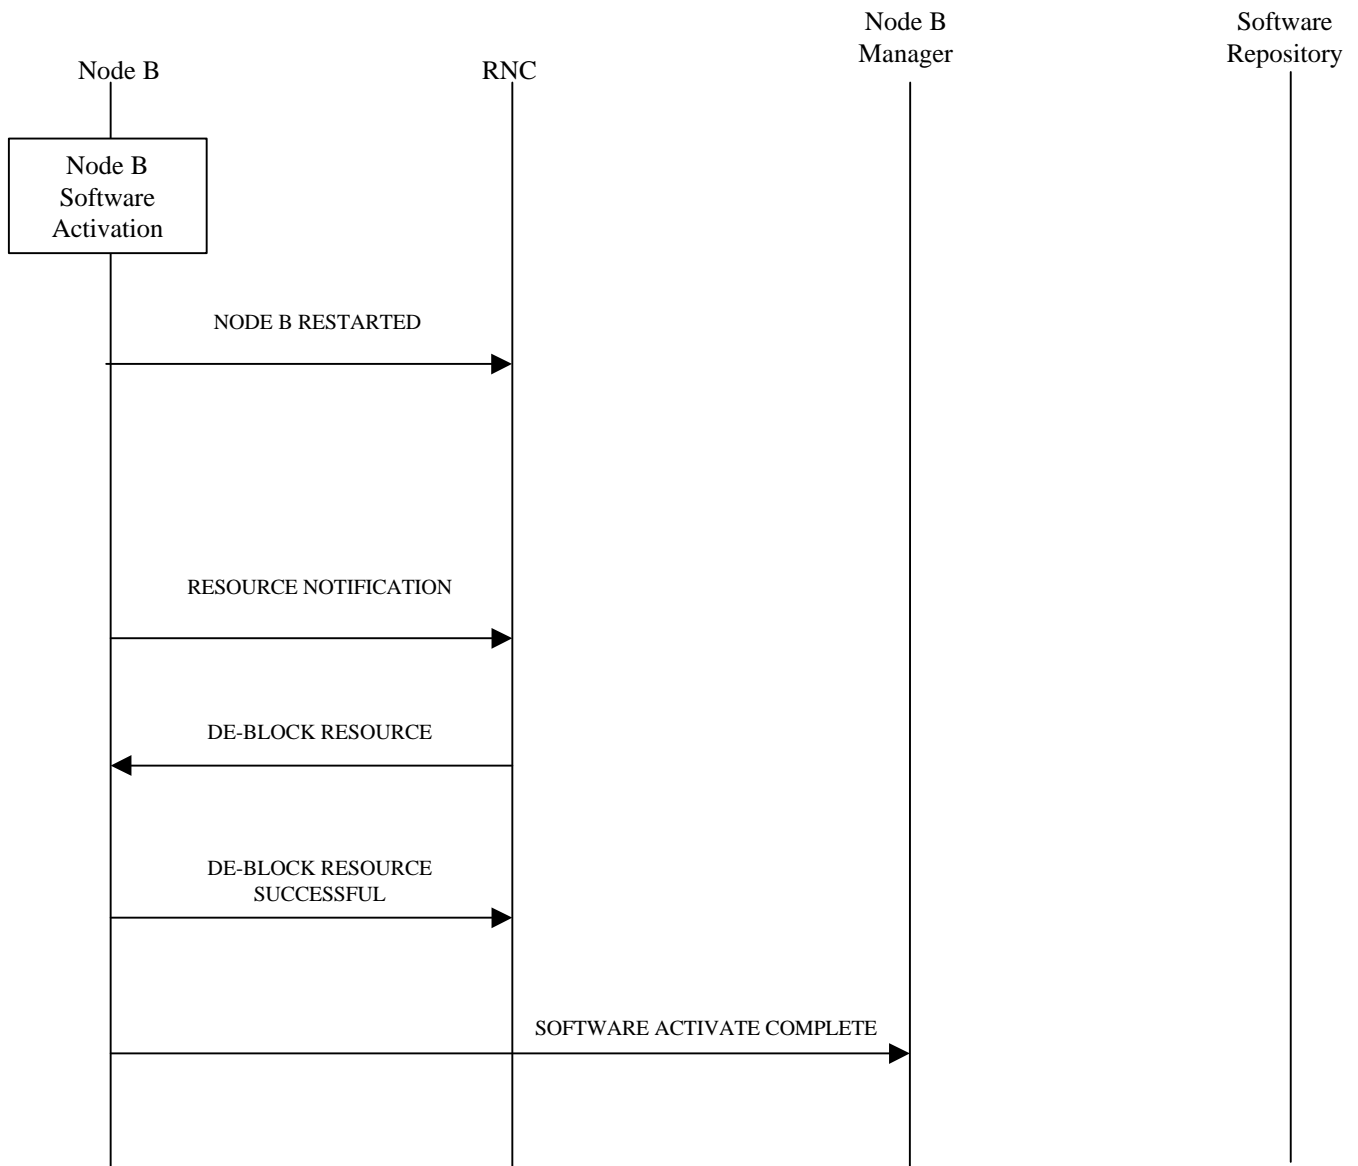 Node B
Manager
Software
Repository
Node B
RNC
Node B
Software
Activation
NODE B RESTARTED
RESOURCE NOTIFICATION
DE-BLOCK RESOURCE
DE-BLOCK RESOURCE
SUCCESSFUL
SOFTWARE ACTIVATE COMPLETE